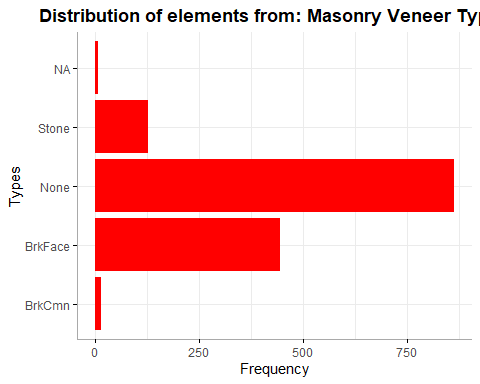 Distribution of elements from: Masonry Veneer Typ
NA
Stone
None
BrkFace
BrkCmn
Types
0 250 500 750
Frequency